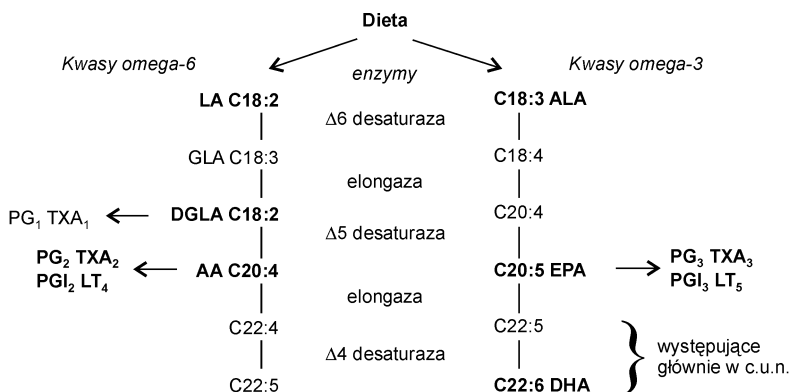 Dieta
Kwasy omega-6 enzymy Kwasy omega-3
LA C18:2 C18:3 ALA
Δ6 desaturaza
GLA C18:3 C18:4
elongaza
PG₁ TXA₁ DGLA C18:2 C20:4
Δ5 desaturaza
PG₂ TXA₂ PG₃ TXA₃
AA C20:4 C20:5 EPA
PGI₂ LT₄ PGI₃ LT₅
elongaza
C22:4 C22:5
występujące
Δ4 desaturaza
głównie w c.u.n.
C22:5 C22:6 DHA